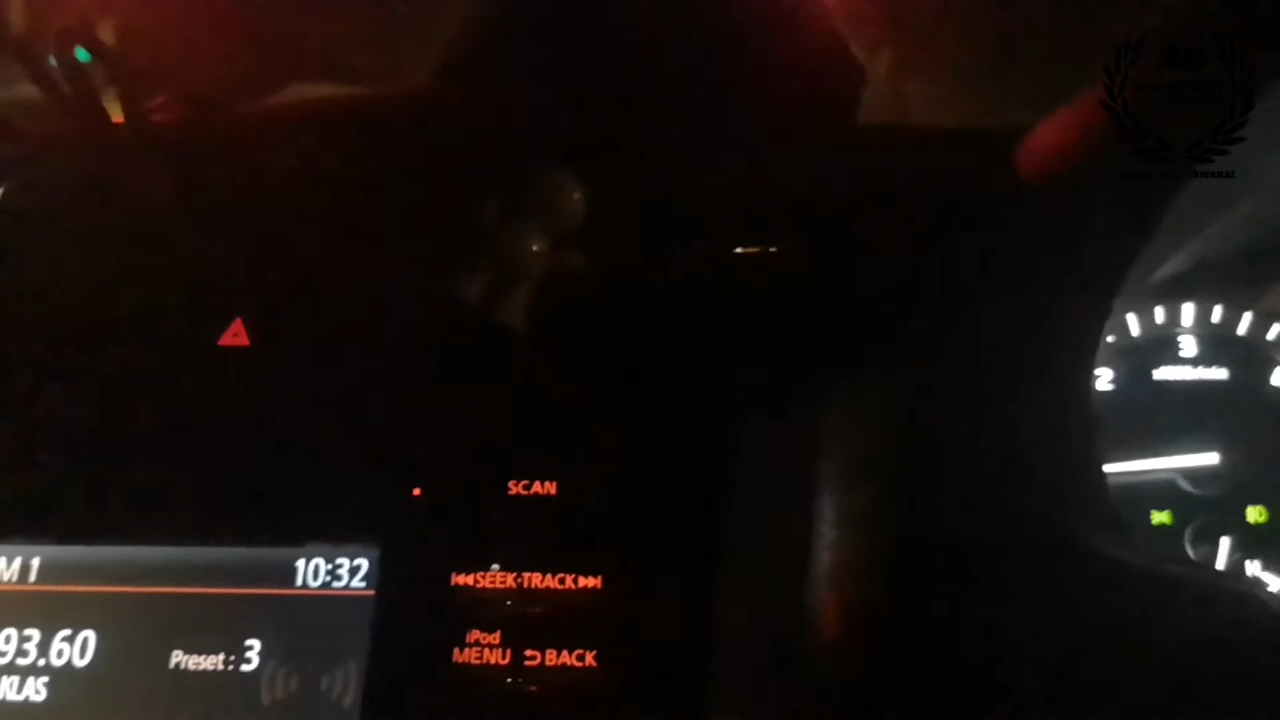 3
2
SCAN
M 1
10:32
SEEK·TRACK
93.60
Preset : 3
KLAS
iPod
MENU
BACK